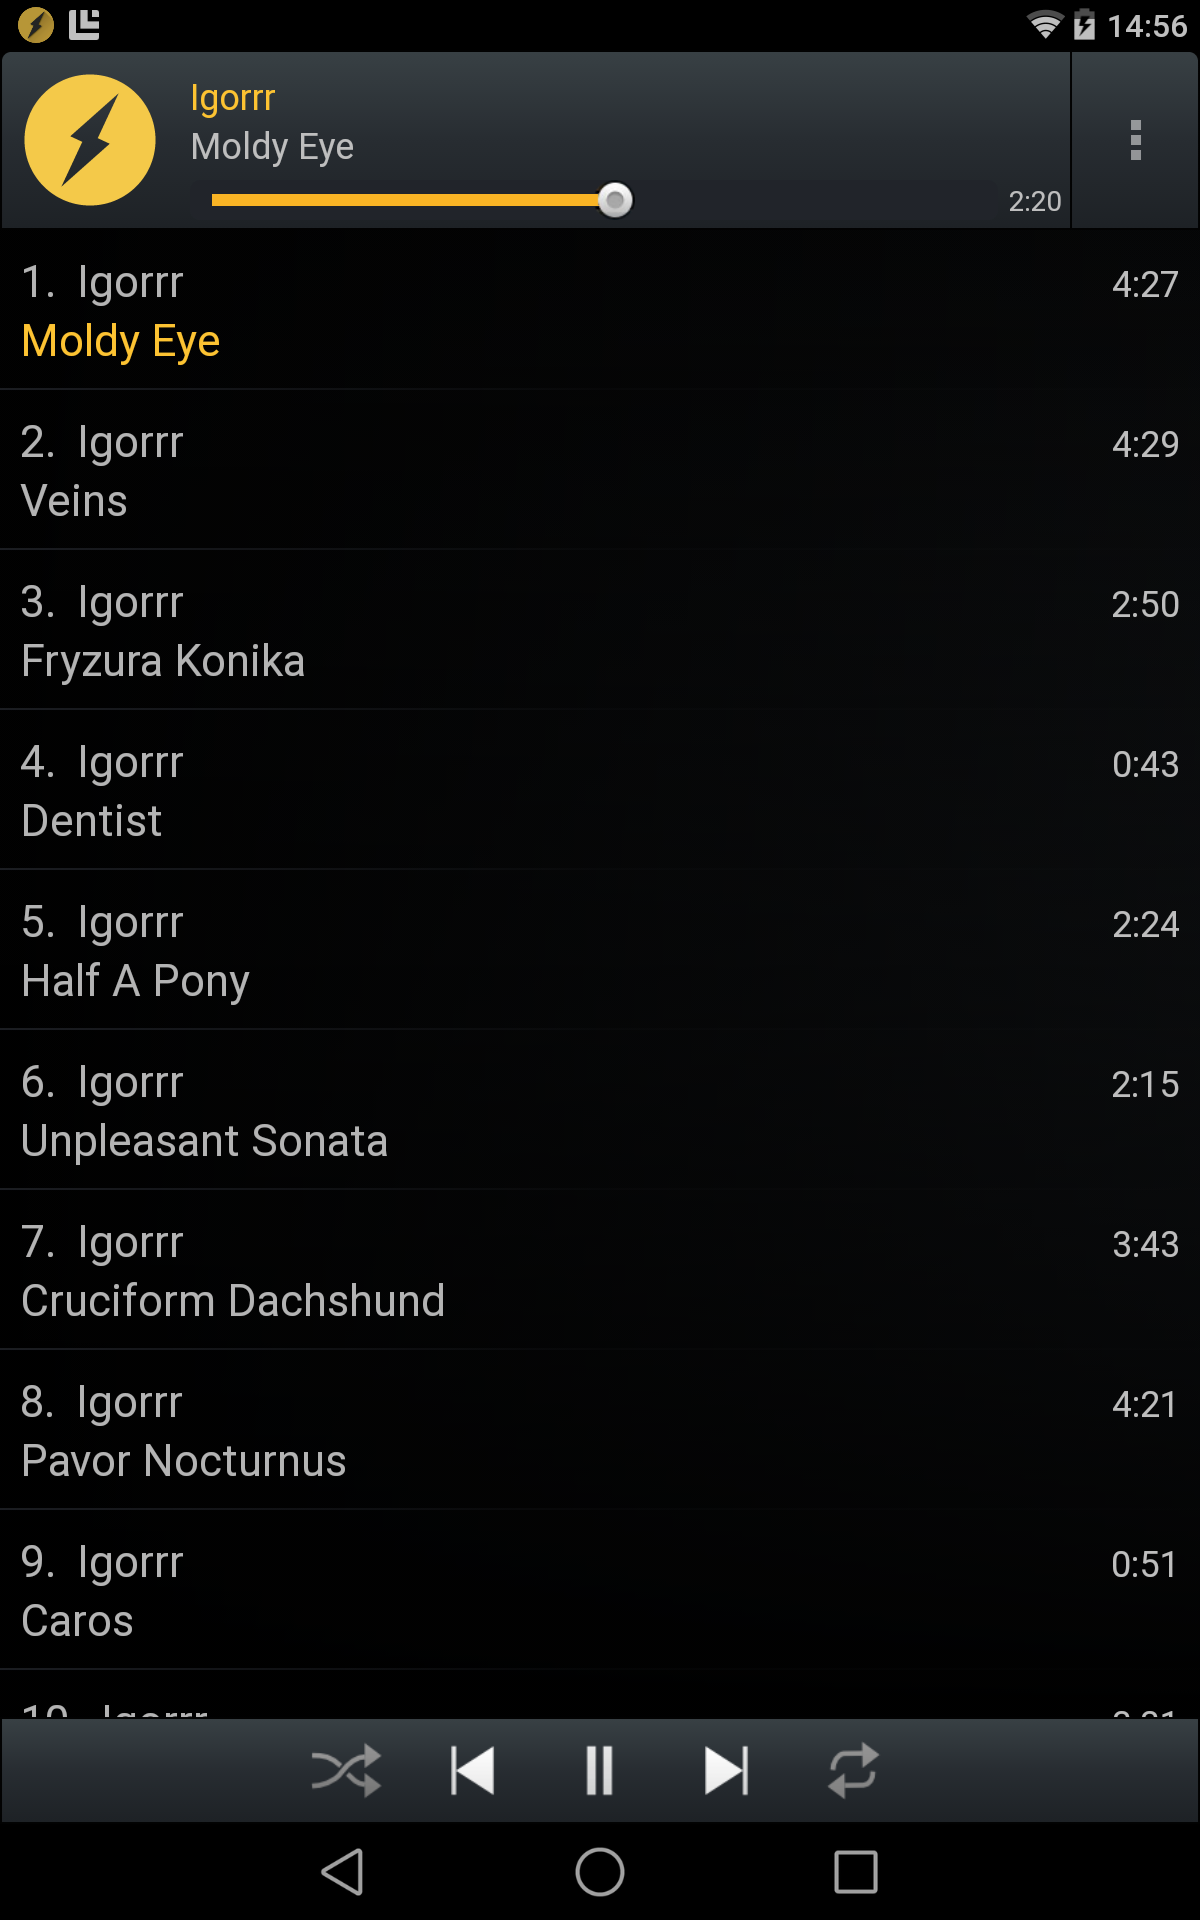 14:56
Igorrr
Moldy Eye
2:20
1. Igorrr 4:27
Moldy Eye
2. Igorrr 4:29
Veins
3. Igorrr 2:50
Fryzura Konika
4. Igorrr 0:43
Dentist
5. Igorrr 2:24
Half A Pony
6. Igorrr 2:15
Unpleasant Sonata
7. Igorrr 3:43
Cruciform Dachshund
8. Igorrr 4:21
Pavor Nocturnus
9. Igorrr 0:51
Caros
10. Igorrr